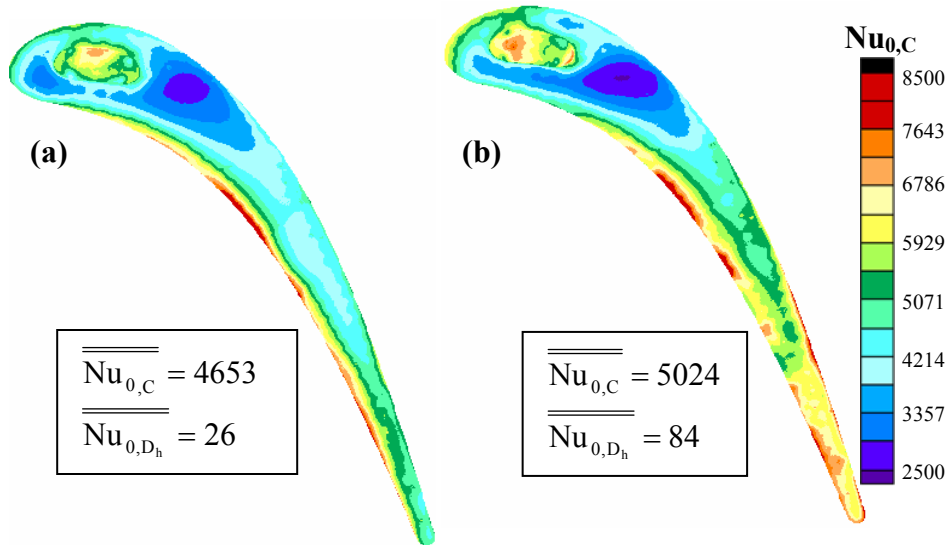 Nu0,C
(a)
(b)
8500
7643
6786
5929
5071
4214
3357
2500
Nu0,C = 4653
Nu0,Dh = 26
Nu0,C = 5024
Nu0,Dh = 84